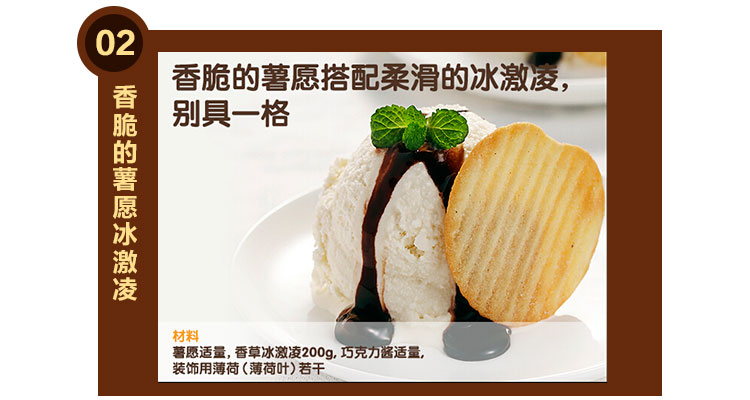 02
香脆的薯愿冰激凌
香脆的薯愿搭配柔滑的冰激凌，
别具一格
材料
薯愿适量，香草冰激凌200g，巧克力酱适量，
装饰用薄荷（薄荷叶）若干